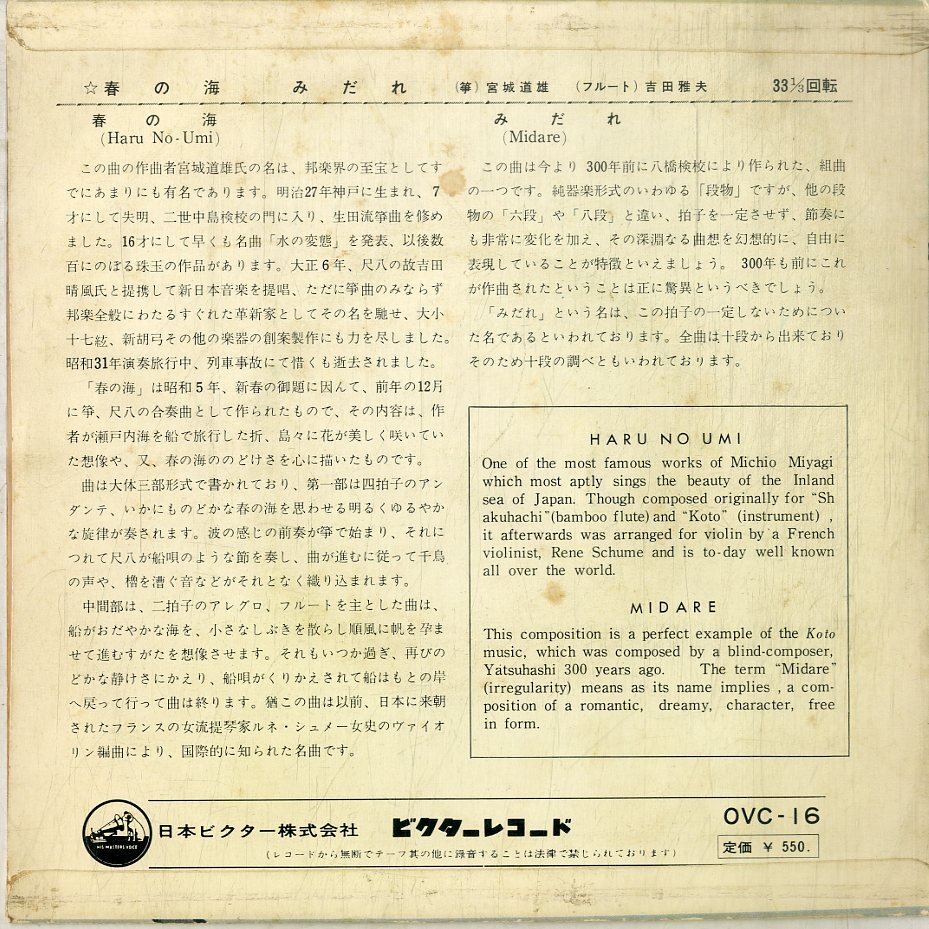 ☆春の海 みだれ (箏)宮城道雄 (フルート)吉田雅夫 33⅓回転
春の海
(Haru No-Umi)
この曲の作曲者宮城道雄氏の名は、邦楽界の至宝としてす
でにあまりにも有名であります。明治27年神戸に生まれ、7
才にして失明、二世中島検校の門に入り、生田流箏曲を修め
ました。16才にして早くも名曲「水の変態」を発表、以後数
百にのぼる珠玉の作品があります。大正6年、尺八の故吉田
晴風氏と提携して新日本音楽を提唱、ただに箏曲のみならず
邦楽全般にわたるすぐれた革新家としてその名を馳せ、大小
十七絃、新胡弓その他の楽器の創案製作にも力を尽しました。
昭和31年演奏旅行中、列車事故にて惜くも逝去されました。
「春の海」は昭和5年、新春の御題に因んて、前年の12月
に箏、尺八の合奏曲として作られたもので、その内容は、作
者が瀬戸内海を船で旅行した折、島々に花が美しく咲いてい
た想像や、又、春の海ののどけさを心に描いたものです。
曲は大体三部形式で書かれており、第一部は四拍子のアン
ダンテ、いかにものどかな春の海を思わせる明るくゆるやか
な旋律が奏されます。波の感じの前奏が箏で始まり、それに
つれて尺八が船唄のような節を奏し、曲が進むに従って千鳥
の声や、櫓を漕ぐ音などがそれとなく織り込まれます。
中間部は、二拍子のアレグロ、フルートを主とした曲は、
船がおだやかな海を、小さなしぶきを散らし順風に帆を孕ま
せて進むすがたを想像させます。それもいつか過ぎ、再びの
どかな静けさにかえり、船唄がくりかえされて船はもとの岸
へ戻って行って曲は終ります。猶この曲は以前、日本に来朝
されたフランスの女流提琴家ルネ・シュメー女史のヴァイオ
リン編曲により、国際的に知られた名曲です。
みだれ
(Midare)
この曲は今より 300年前に八橋検校により作られた、組曲
の一つです。純器楽形式のいわゆる「段物」ですが、他の段
物の「六段」や「八段」と違い、拍子を一定させず、節奏に
も非常に変化を加え、その深淵なる曲想を幻想的に、自由に
表現していることが特徴といえましょう。 300年も前にこれ
が作曲されたということは正に驚異というべきでしょう。
「みだれ」という名は、この拍子の一定しないためについ
た名であるといわれております。全曲は十段から出来ており
そのため十段の調べともいわれております。
HARU NO UMI
One of the most famous works of Michio Miyagi
which most aptly sings the beauty of the Inland
sea of Japan. Though composed originally for "Sh
akuhachi"(bamboo flute) and "Koto" (instrument) ,
it afterwards was arranged for violin by a French
violinist, Rene Schume and is to-day well known
all over the world.
MIDARE
This composition is a perfect example of the Koto
music, which was composed by a blind-composer,
Yatsuhashi 300 years ago. The term "Midare"
(irregularity) means as its name implies , a com-
position of a romantic, dreamy, character, free
in form.
HIS MASTERS VOICE
日本ビクター株式会社 ビクターレコード
(レコードから無断でテープ其の他に録音することは法律で禁じられております)
OVC-16
定価 ¥ 550.